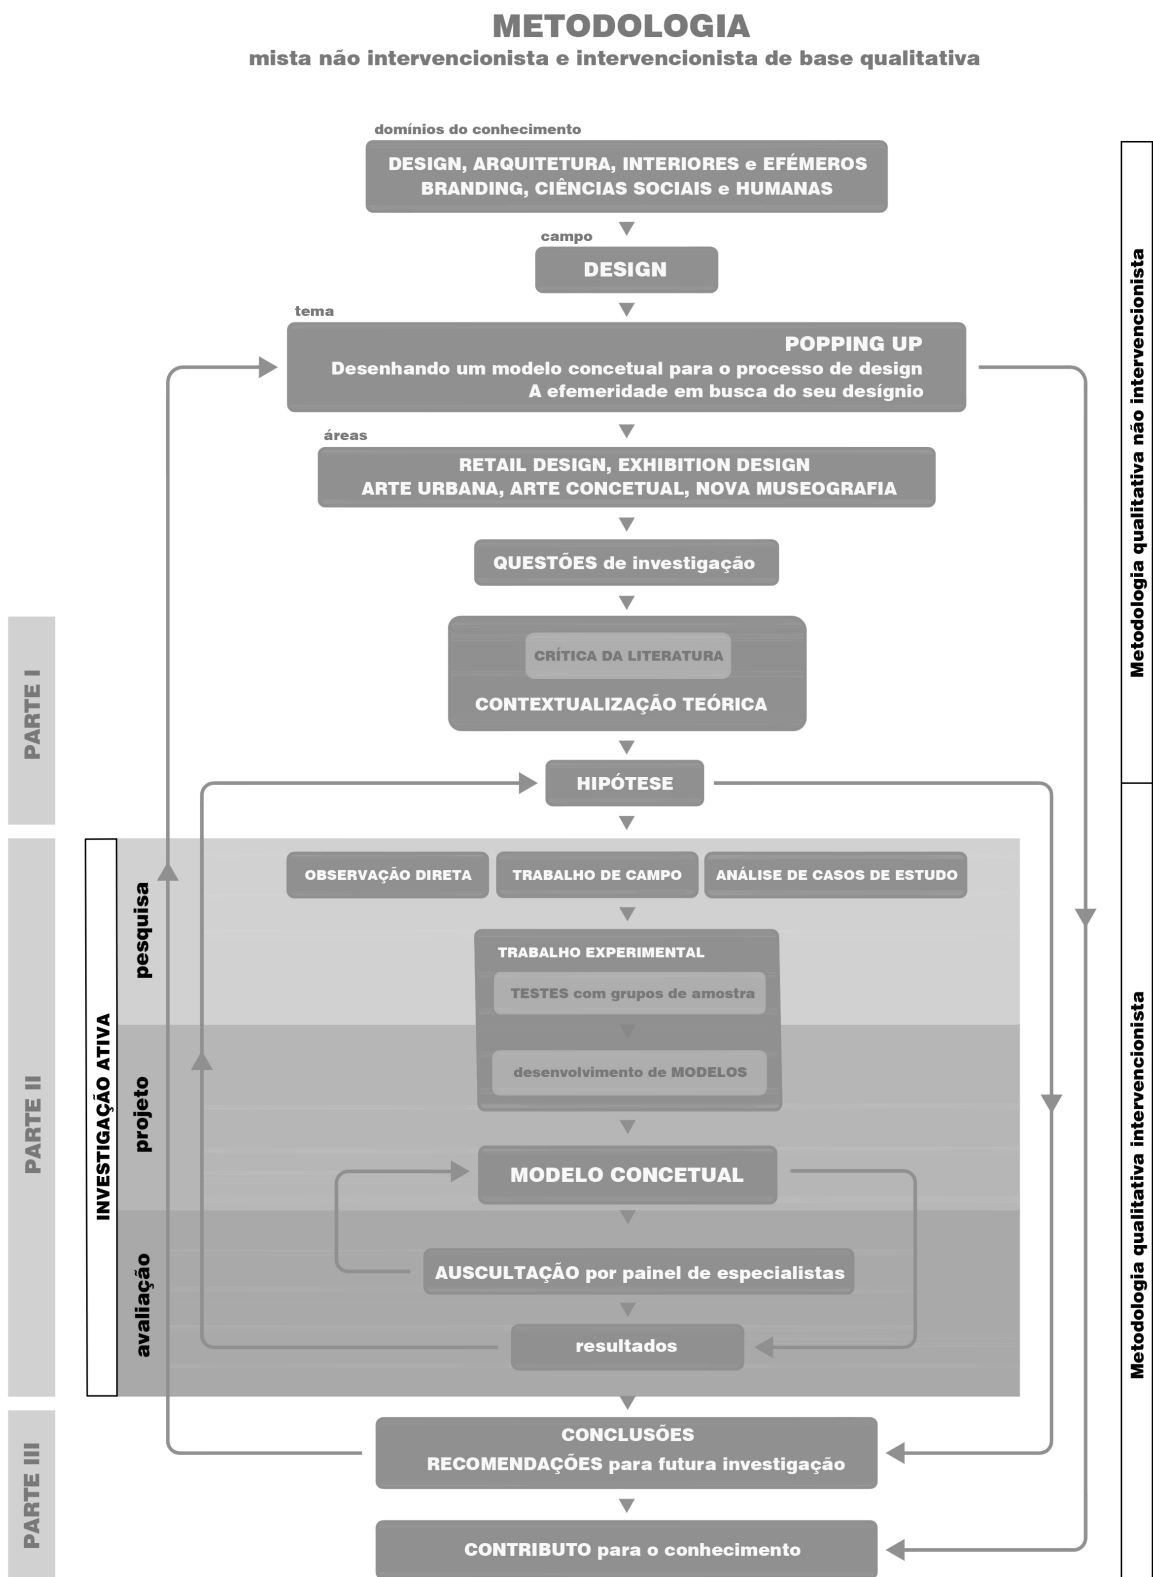 METODOLOGIA
mista não intervencionista e intervencionista de base qualitativa
domínios do conhecimento
DESIGN, ARQUITETURA, INTERIORES e EFÉMEROS
BRANDING, CIÊNCIAS SOCIAIS e HUMANAS
campo
DESIGN
tema
POPPING UP
Desenhando um modelo concetual para o processo de design
A efemeridade em busca do seu desígnio
áreas
RETAIL DESIGN, EXHIBITION DESIGN
ARTE URBANA, ARTE CONCETUAL, NOVA MUSEOGRAFIA
QUESTÕES de investigação
Metodologia qualitativa não intervencionista
PARTE I
CRÍTICA DA LITERATURA
CONTEXTUALIZAÇÃO TEÓRICA
HIPÓTESE
PARTE II
INVESTIGAÇÃO ATIVA
pesquisa
OBSERVAÇÃO DIRETA
TRABALHO DE CAMPO
ANÁLISE DE CASOS DE ESTUDO
TRABALHO EXPERIMENTAL
TESTES com grupos de amostra
projeto
desenvolvimento de MODELOS
MODELO CONCETUAL
avaliação
AUSCULTAÇÃO por painel de especialistas
resultados
Metodologia qualitativa intervencionista
PARTE III
CONCLUSÕES
RECOMENDAÇÕES para futura investigação
CONTRIBUTO para o conhecimento